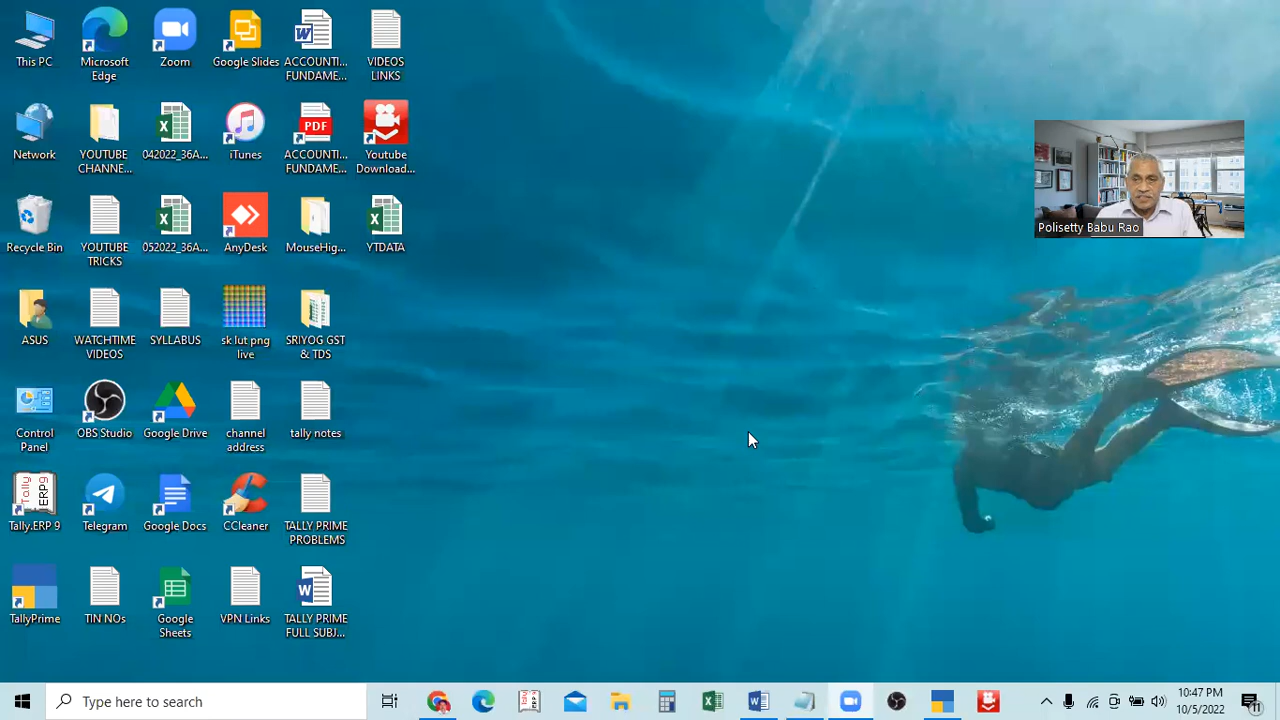 This PC
Microsoft
Edge
Zoom
Google Slides
ACCOUNTI...
FUNDAME...
VIDEOS
LINKS
Network
YOUTUBE
CHANNE...
042022_36A...
iTunes
PDF
ACCOUNTI...
FUNDAME...
Youtube
Download...
Recycle Bin
YOUTUBE
TRICKS
052022_36A...
AnyDesk
MouseHig...
YTDATA
ASUS
WATCHTIME
VIDEOS
SYLLABUS
sk lut png
live
SRIYOG GST
& TDS
Control
Panel
OBS Studio
Google Drive
channel
address
tally notes
Tally.ERP 9
Telegram
Google Docs
CCleaner
TALLY PRIME
PROBLEMS
TallyPrime
TIN NOs
Google
Sheets
VPN Links
TALLY PRIME
FULL SUBJ...
Polisetty Babu Rao
Type here to search
10:47 PM
10/5/2022